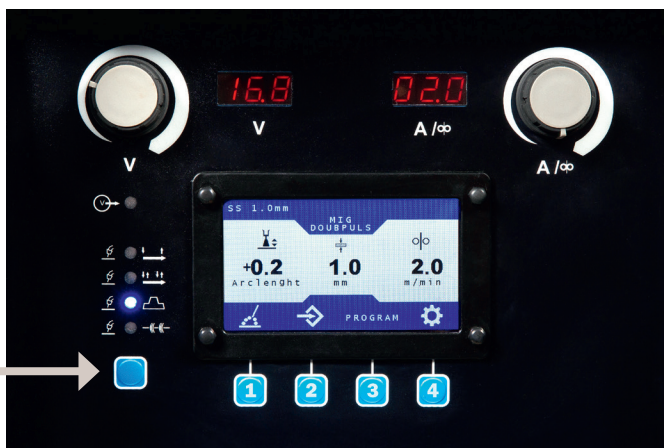 16.8
02.0
V
A/
V
A/
V
SS 1.0mm
MIG
DOUBPULS
+0.2
1.0
2.0
Arclenght
mm
m/min
PROGRAM
1
2
3
4